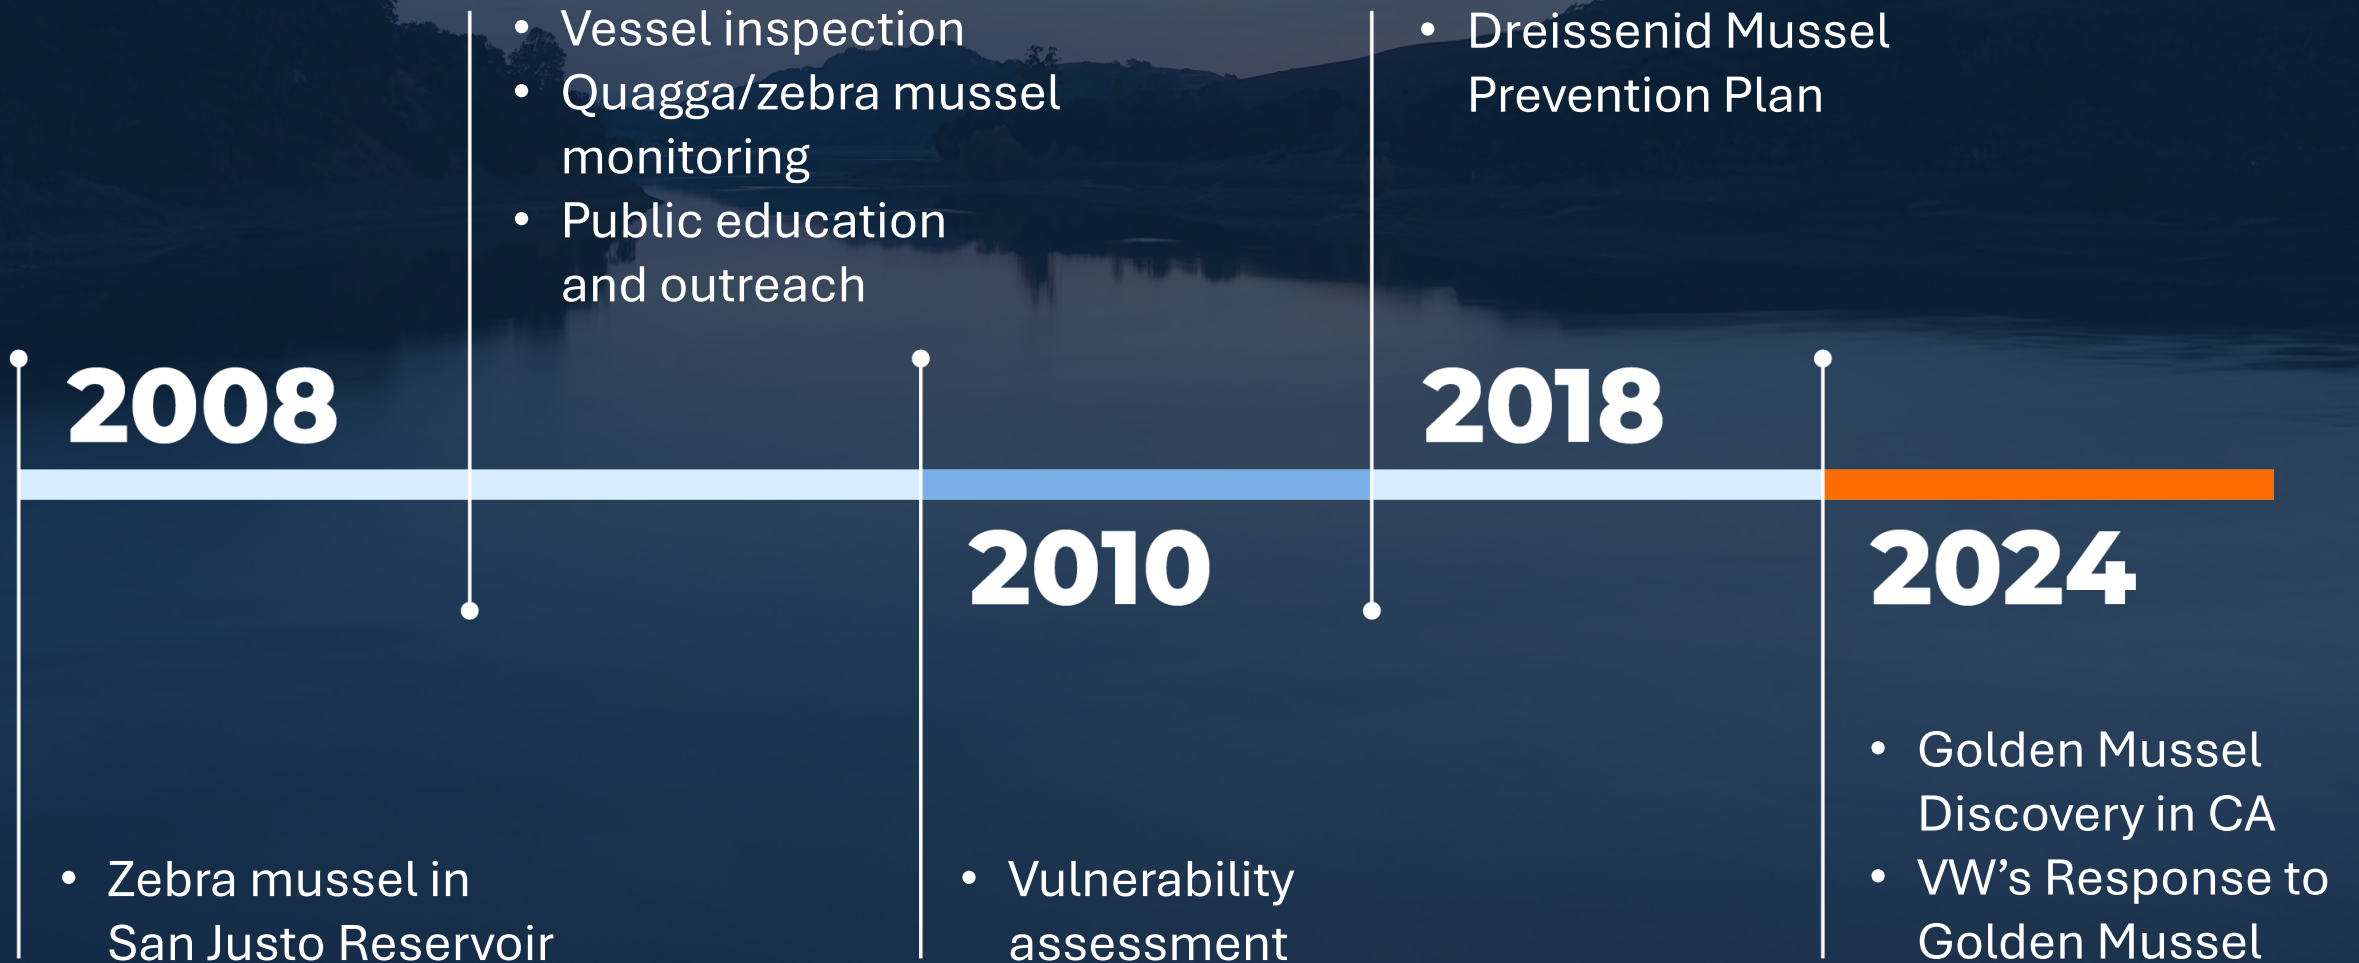 • Vessel inspection
• Quagga/zebra mussel
monitoring
• Public education
and outreach
• Dreissenid Mussel
Prevention Plan
2008
2018
2010
2024
• Zebra mussel in
San Justo Reservoir
• Vulnerability
assessment
• Golden Mussel
Discovery in CA
• VW’s Response to
Golden Mussel